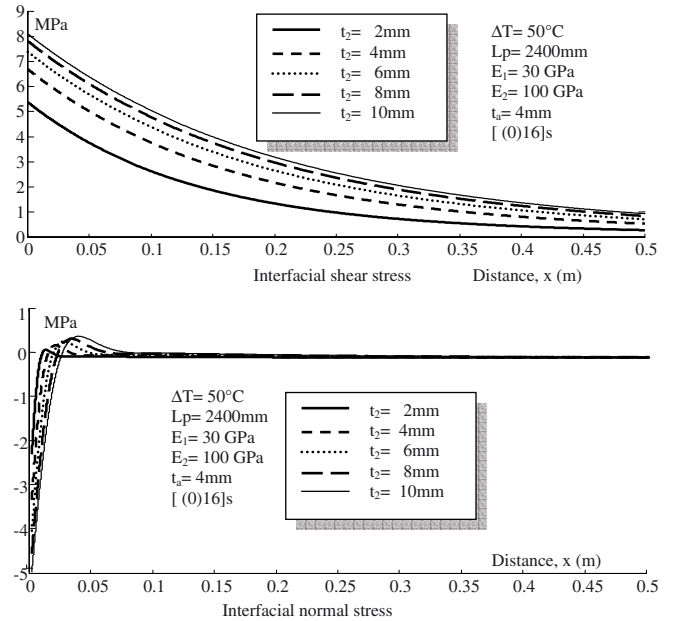 MPa
9
8
7
6
5
4
3
2
1
0
t₂= 2mm
t₂= 4mm
t₂= 6mm
t₂= 8mm
t₂= 10mm
ΔT= 50°C
Lp= 2400mm
E₁= 30 GPa
E₂= 100 GPa
tₐ= 4mm
[ (0)16]s
0 0.05 0.1 0.15 0.2 0.25 0.3 0.35 0.4 0.45 0.5
Interfacial shear stress Distance, x (m)
MPa
1
0
-1
-2
-3
-4
-5
ΔT= 50°C
Lp= 2400mm
E₁= 30 GPa
E₂= 100 GPa
tₐ= 4mm
[ (0)16]s
t₂= 2mm
t₂= 4mm
t₂= 6mm
t₂= 8mm
t₂= 10mm
Distance, x (m)
0 0.05 0.1 0.15 0.2 0.25 0.3 0.35 0.4 0.45 0.5
Interfacial normal stress